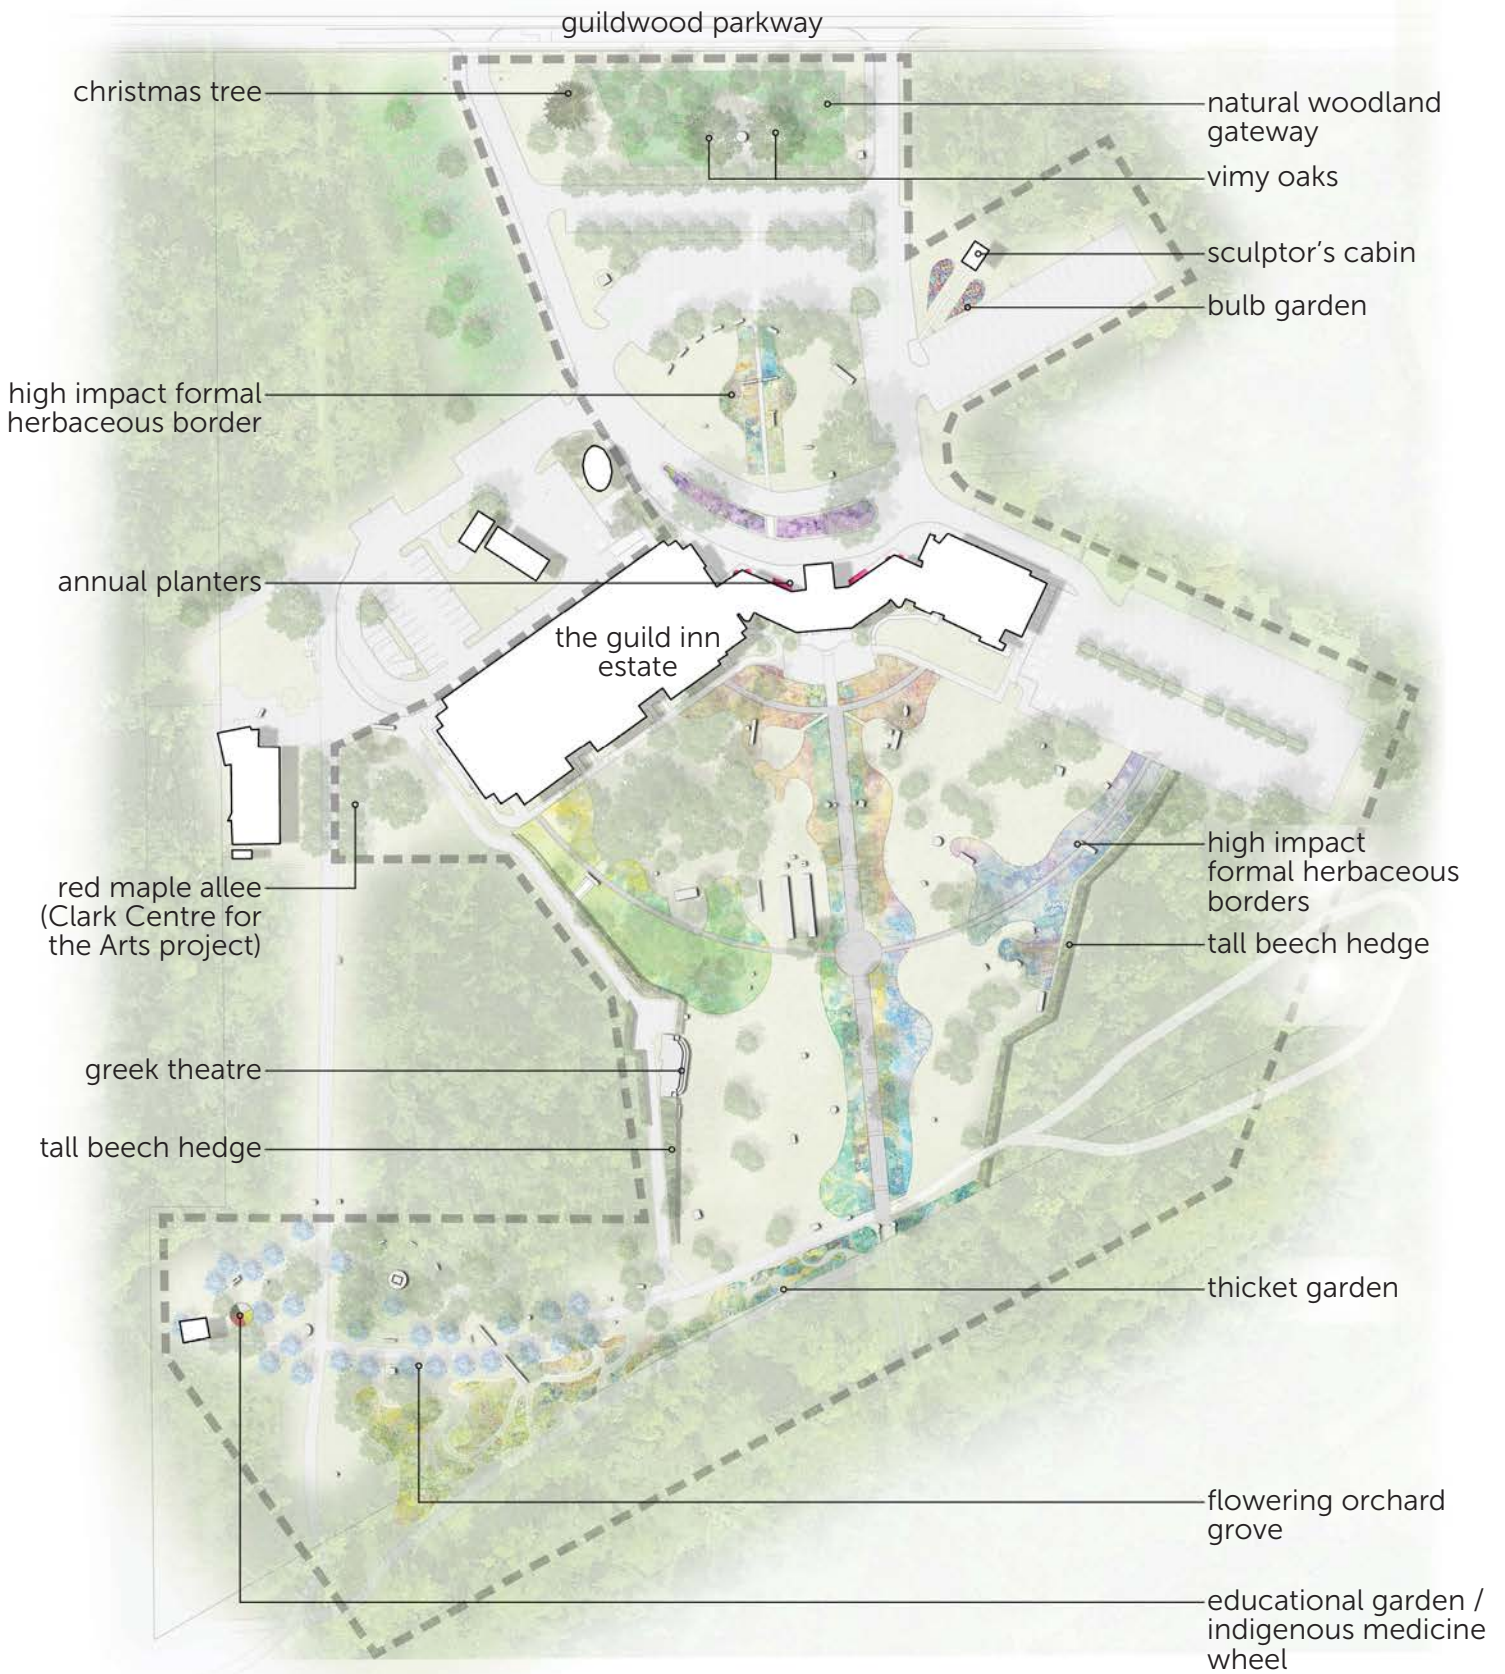 guildwood parkway
christmas tree
natural woodland
gateway
vimy oaks
sculptor's cabin
bulb garden
high impact formal
herbaceous border
annual planters
the guild inn
estate
high impact
formal herbaceous
borders
red maple allee
(Clark Centre for
the Arts project)
tall beech hedge
greek theatre
tall beech hedge
thicket garden
flowering orchard
grove
educational garden /
indigenous medicine
wheel